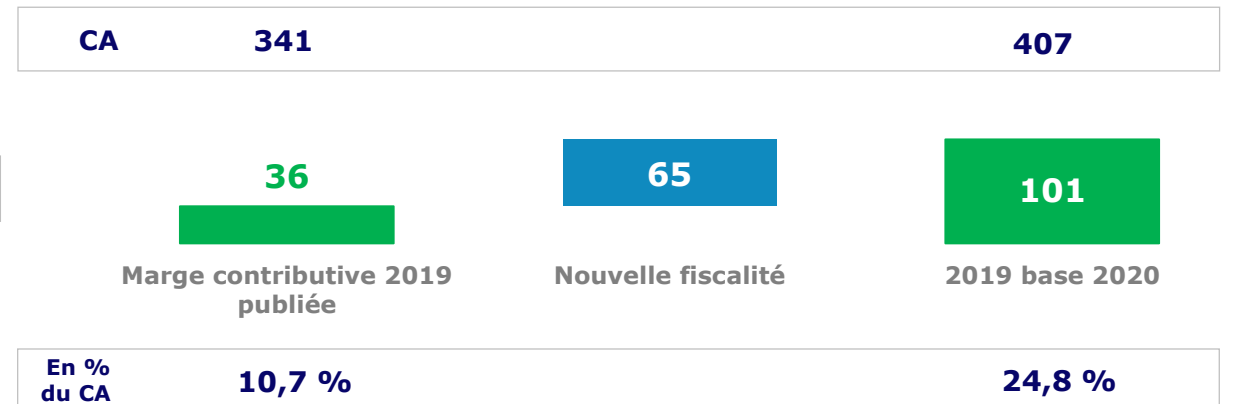 CA 341 407
36 65 101
Marge contributive 2019 publiée
Nouvelle fiscalité
2019 base 2020
En % du CA 10,7 % 24,8 %